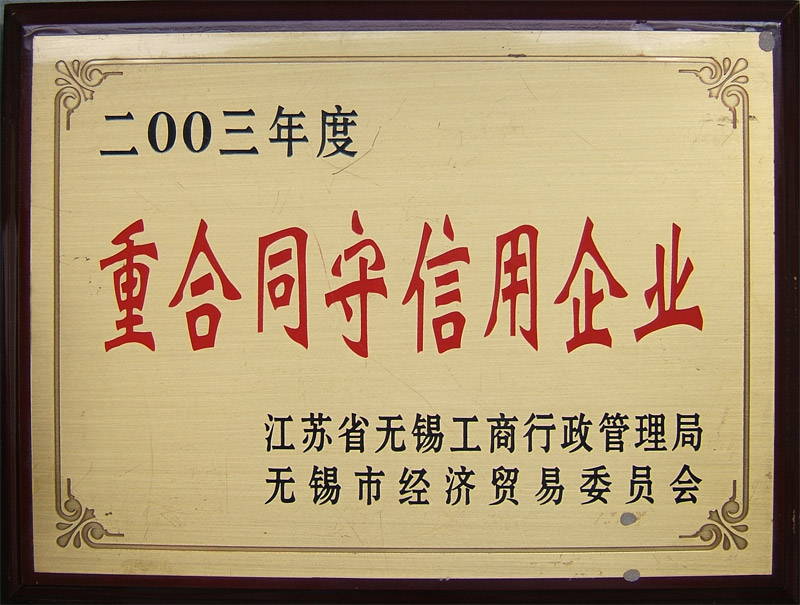 二00三年度
重合同守信用企业
江苏省无锡工商行政管理局
无锡市经济贸易委员会